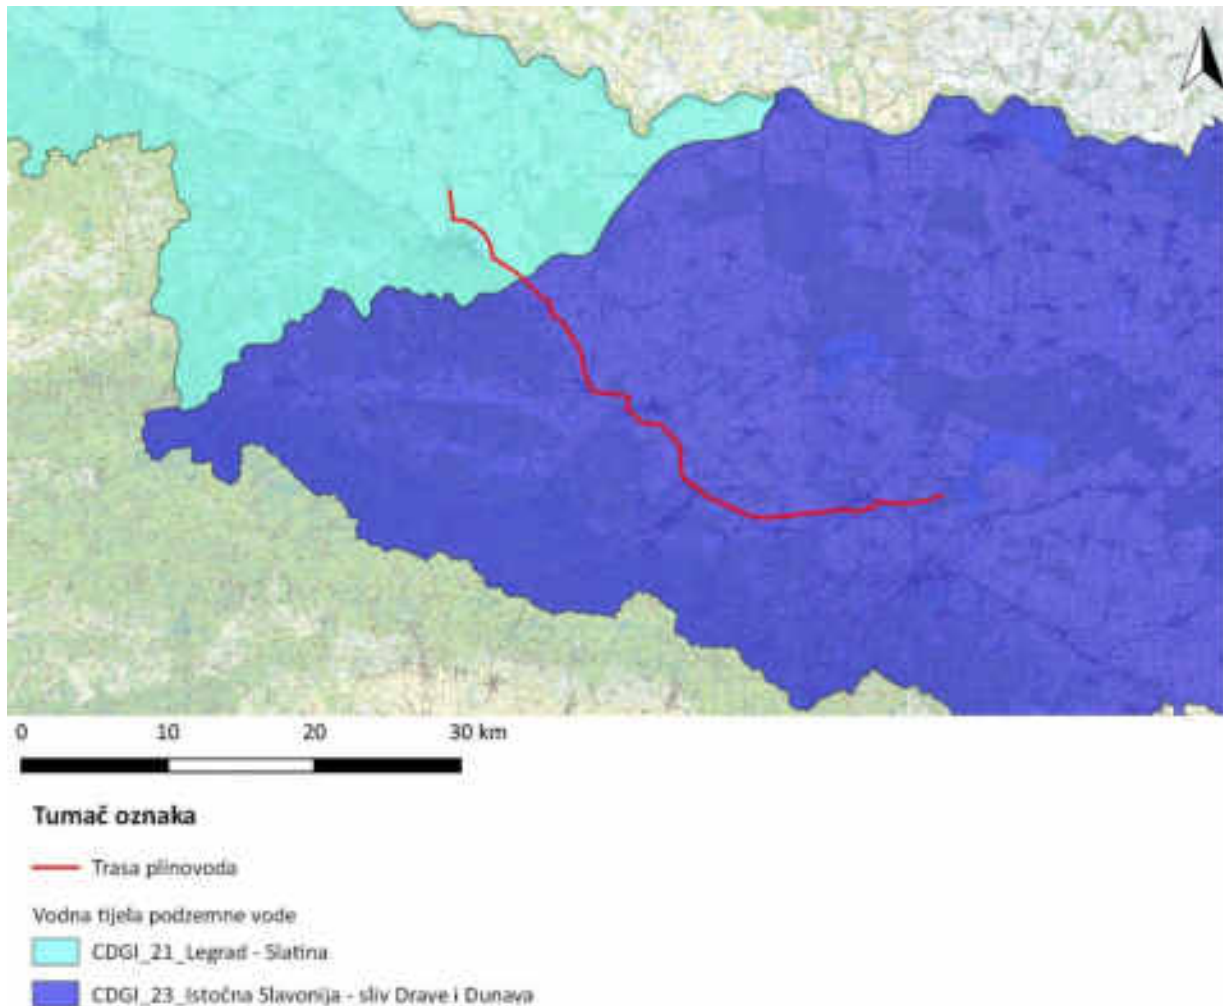 0 10 20 30 km
Tumač oznaka
Trasa plinovoda
Vodna tijela podzemne vode
CDGI_21_Legrad - Slatina
CDGI_23_Istočna Slavonija - sliv Drave i Dunava